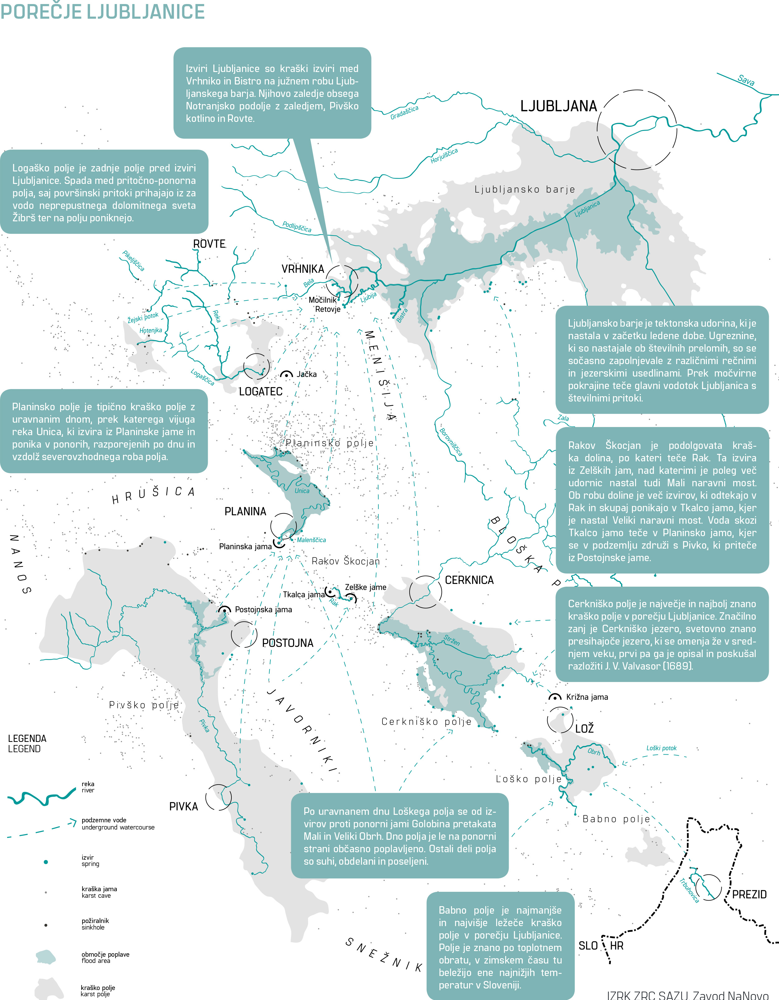 POREČJE LJUBLJANICE
Izviri Ljubljanice so kraški izviri med
Vrhniko in Bistro na južnem robu Ljub-
ljanskega barja. Njihovo zaledje obsega
Notranjsko podolje z zaledjem, Pivško
kotlino in Rovte.
Sava
LJUBLJANA
Gradaščica
Horjulščica
Logaško polje je zadnje polje pred izviri
Ljubljanice. Spada med pritočno-ponorna
polja, saj površinski pritoki prihajajo iz za
vodo neprepustnega dolomitnega sveta
Žibrš ter na polju poniknejo.
Ljubljansko barje
Ljubljanica
Podlipščica
ROVTE
Pikeljščica
VRHNIKA
Bela
Močilnik
Retovje
Ljubija
Bistra
Žejski potok
Hotenjka
Reka
Logaščica
MENIŠIJA
Jačka
LOGATEC
Ljubljansko barje je tektonska udorina, ki je
nastala v začetku ledene dobe. Ugreznine,
ki so nastajale ob številnih prelomih, so se
sočasno zapolnjevale z različnimi rečnimi
in jezerskimi usedlinami. Prek močvirne
pokrajine teče glavni vodotok Ljubljanica s
številnimi pritoki.
Planinsko polje je tipično kraško polje z
uravnanim dnom, prek katerega vijuga
reka Unica, ki izvira iz Planinske jame in
ponika v ponorih, razporejenih po dnu in
vzdolž severovzhodnega roba polja.
Zala
Planinsko polje
Borovniščica
Rakov Škocjan je podolgovata kraš-
ka dolina, po kateri teče Rak. Ta izvira
iz Zelških jam, nad katerimi je poleg več
udornic nastal tudi Mali naravni most.
Ob robu doline je več izvirov, ki odtekajo v
Rak in skupaj ponikajo v Tkalco jamo, kjer
je nastal Veliki naravni most. Voda skozi
Tkalco jamo teče v Planinsko jamo, kjer
se v podzemlju združi s Pivko, ki priteče
iz Postojnske jame.
HRUŠICA
Unica
PLANINA
NANOS
BLOŠKA P
Malenščica
Planinska jama
Rakov Škocjan
CERKNICA
Zelške jame
Tkalca jama
Rak
Postojnska jama
POSTOJNA
Stržen
Cerkniško polje je največje in najbolj znano
kraško polje v porečju Ljubljanice. Značilno
zanj je Cerkniško jezero, svetovno znano
presihajoče jezero, ki se omenja že v sred-
njem veku, prvi pa ga je opisal in poskušal
razložiti J. V. Valvasor (1689).
JAVORNIKI
Križna jama
Pivško polje
Pivka
Cerkniško polje
LOŽ
LEGENDA
LEGEND
Obrh
Loški potok
Loško polje
reka
river
PIVKA
podzemne vode
underground watercourse
Babno polje
Po uravnanem dnu Loškega polja se od iz-
virov proti ponorni jami Golobina pretakata
Mali in Veliki Obrh. Dno polja je le na ponorni
strani občasno poplavljeno. Ostali deli polja
so suhi, obdelani in poseljeni.
izvir
spring
Trbuhovica
PREZID
kraška jama
karst cave
Babno polje je najmanjše
in najvišje ležeče kraško
polje v porečju Ljubljanice.
Polje je znano po toplotnem
obratu, v zimskem času tu
beležijo ene najnižjih tem-
peratur v Sloveniji.
požiralnik
sinkhole
SNEŽNIK
SLO
HR
območje poplave
flood area
kraško polje
karst polje
IZRK ZRC SAZU, Zavod NaNovo